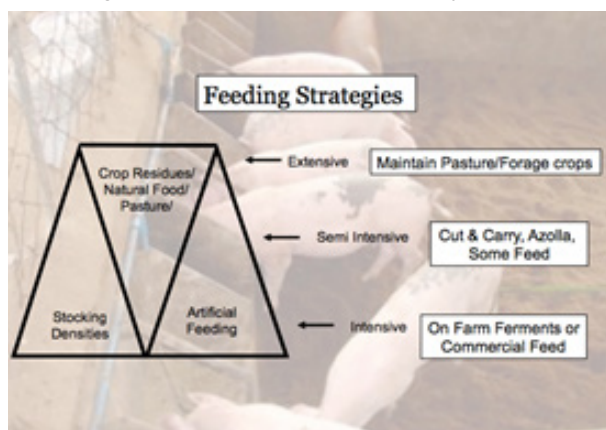 Feeding Strategies
Crop Residues/
Natural Food/
Pasture/
Stocking
Densities
Artificial
Feeding
Extensive
Maintain Pasture/Forage crops
Semi Intensive
Cut & Carry, Azolla,
Some Feed
Intensive
On Farm Ferments or
Commercial Feed